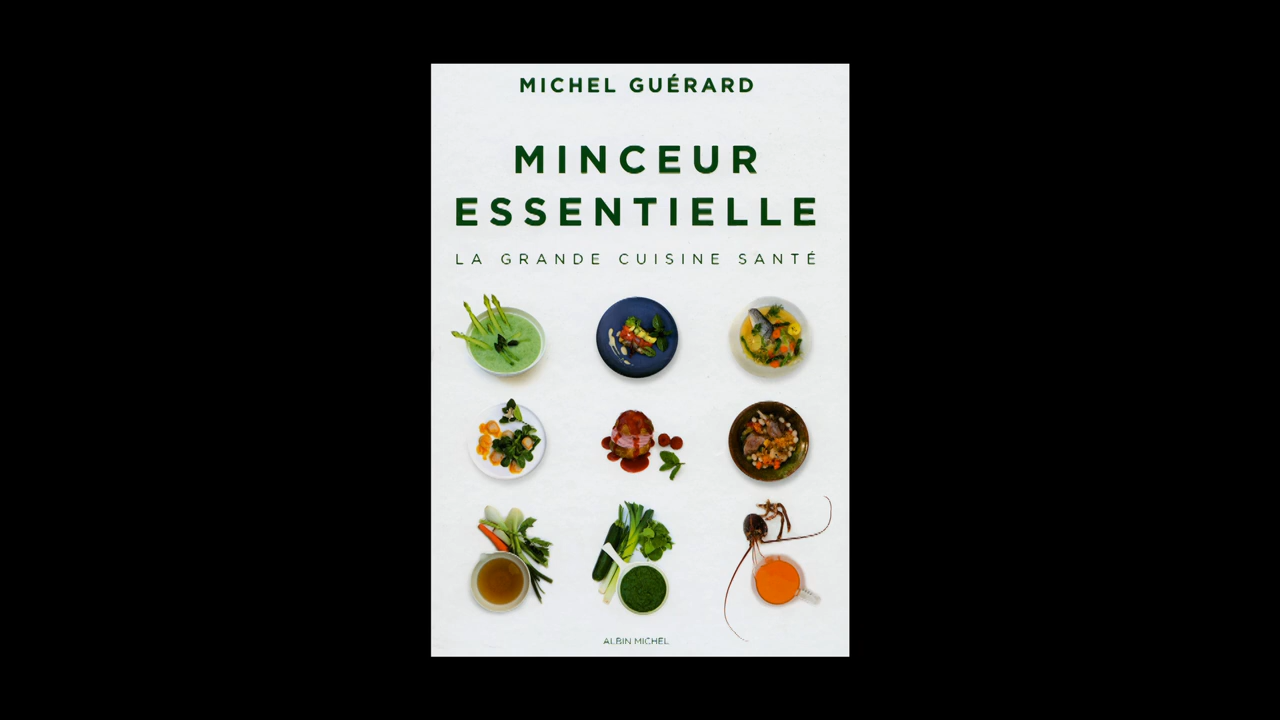 MICHEL GUÉRARD
MINCEUR
ESSENTIELLE
LA GRANDE CUISINE SANTÉ
ALBIN MICHEL